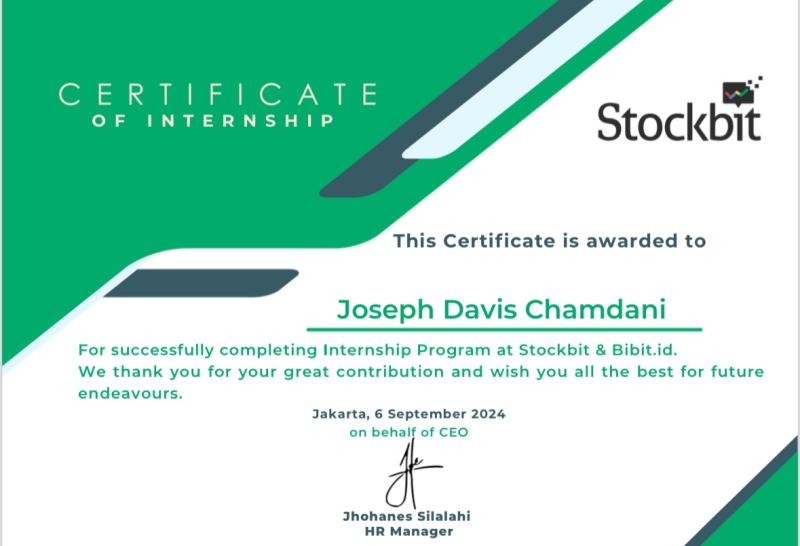 CERTIFICATE
OF INTERNSHIP
Stockbit
This Certificate is awarded to
Joseph Davis Chamdani
For successfully completing Internship Program at Stockbit & Bibit.id.
We thank you for your great contribution and wish you all the best for future
endeavours.
Jakarta, 6 September 2024
on behalf of CEO
Jhohanes Silalahi
HR Manager